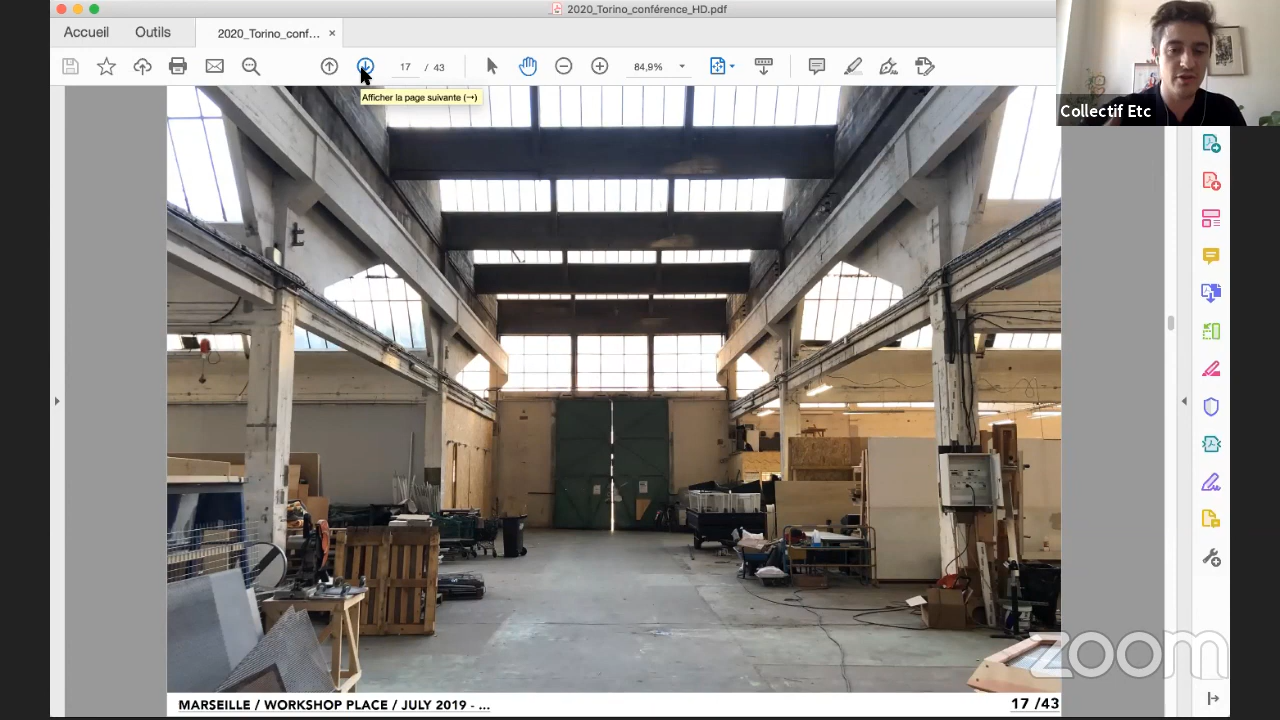 2020_Torino_conférence_HD.pdf
Accueil
Outils
2020_Torino_conf...
17 / 43
84,9%
Afficher la page suivante (→)
Collectif Etc
MARSEILLE / WORKSHOP PLACE / JULY 2019 - ...
17 /43
zoom